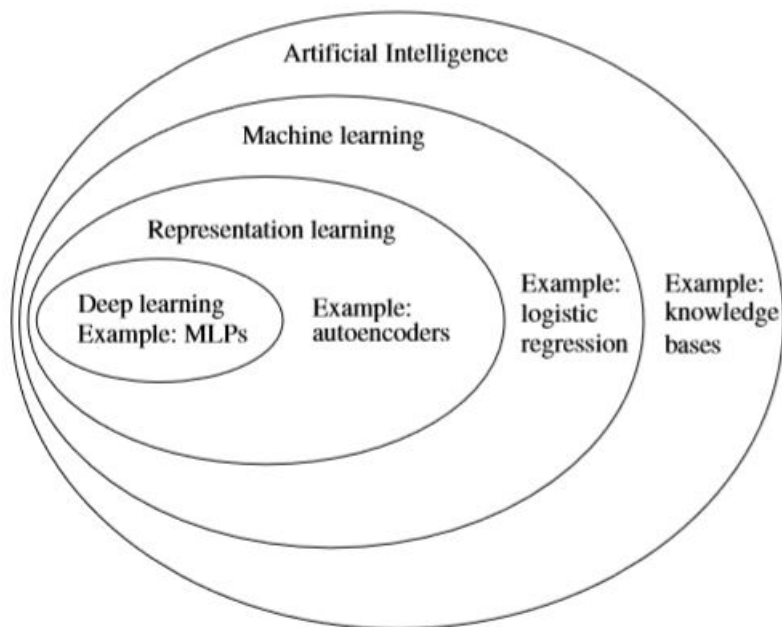 Artificial Intelligence
Machine learning
Representation learning
Deep learning
Example: MLPs
Example:
autoencoders
Example:
logistic
regression
Example:
knowledge
bases